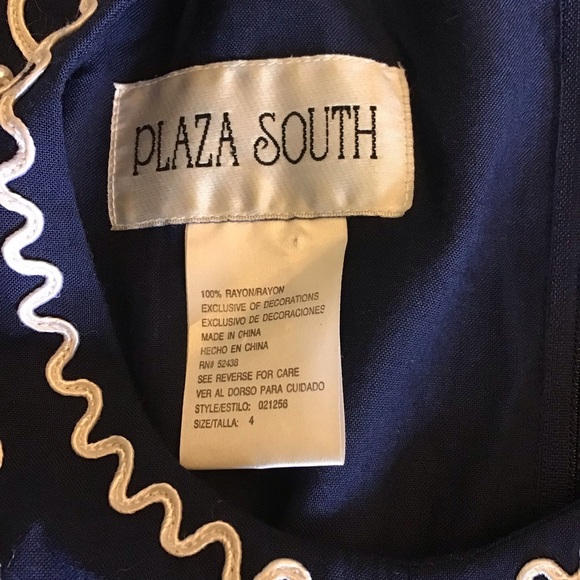 PLAZA SOUTH
100% RAYON/RAYON
EXCLUSIVE OF DECORATIONS
EXCLUSIVO DE DECORACIONES
MADE IN CHINA
HECHO EN CHINA
RN# 52438
SEE REVERSE FOR CARE
VER AL DORSO PARA CUIDADO
STYLE/ESTILO: 021256
SIZE/TALLA: 4